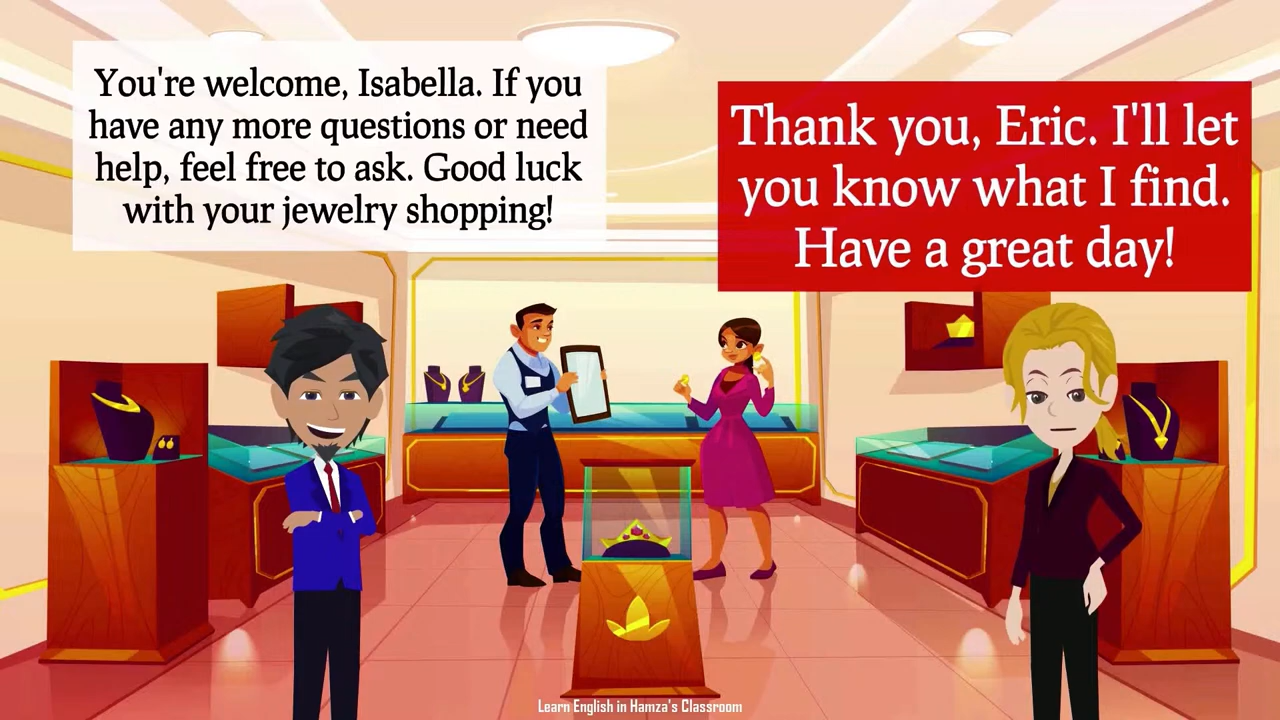 You're welcome, Isabella. If you
have any more questions or need
help, feel free to ask. Good luck
with your jewelry shopping!
Thank you, Eric. I'll let
you know what I find.
Have a great day!
Learn English in Hamza's Classroom